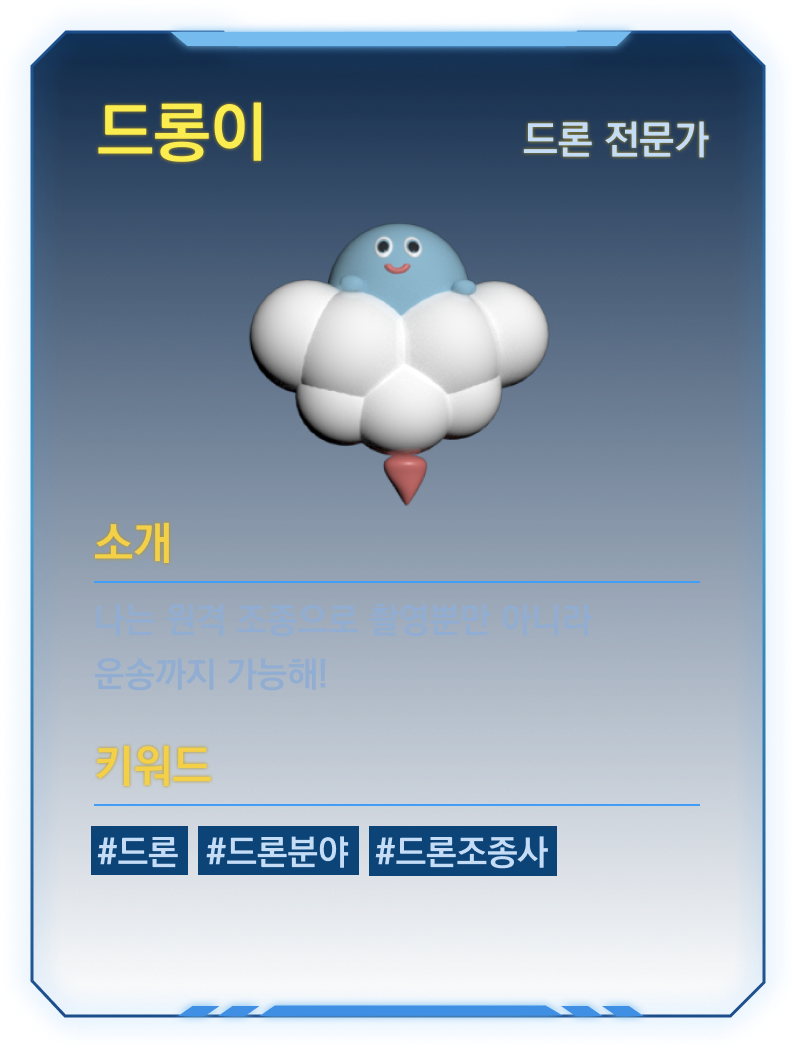 드롱이
드론 전문가
소개
나는 원격 조종으로 촬영뿐만 아니라
운송까지 가능해!
키워드
#드론 #드론분야 #드론조종사